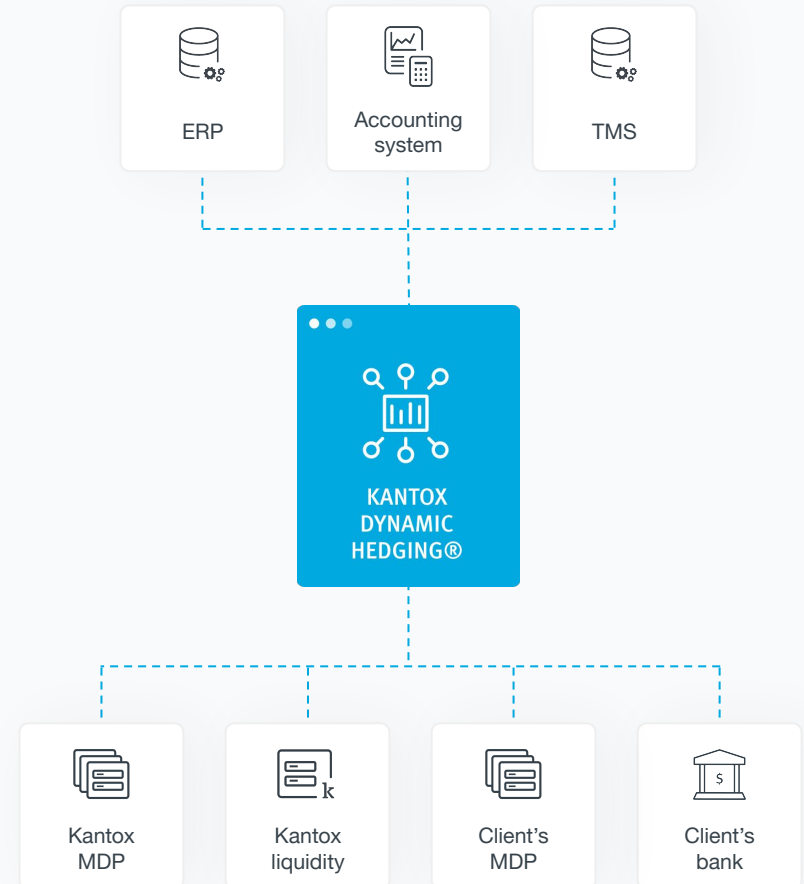 ERP
Accounting
system
TMS
KANTOX
DYNAMIC
HEDGING®
Kantox
MDP
k
Kantox
liquidity
Client's
MDP
$
Client's
bank